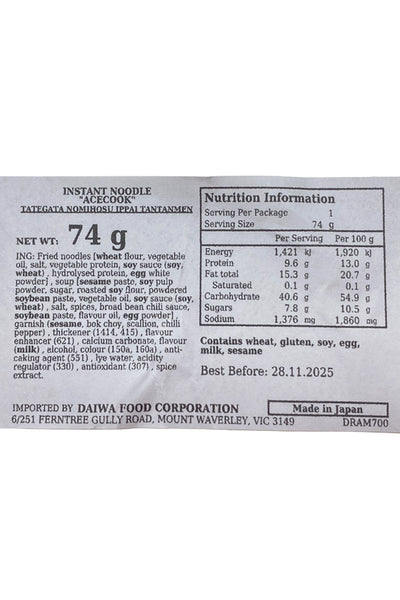 INSTANT NOODLE
"ACECOOK"
TATEGATA NOMIHOSU IPPAI TANTANMEN
NET WT: 74 g
ING: Fried noodles [wheat flour, vegetable
oil, salt, vegetable protein, soy sauce (soy,
wheat) , hydrolysed protein, egg white
powder] , soup [sesame paste, soy pulp
powder, sugar, roasted soy flour, powdered
soybean paste, vegetable oil, soy sauce (soy,
wheat) , salt, spices, broad bean chili sauce,
soybean paste, flavour oil, egg powder] ,
garnish (sesame, bok choy, scallion, chilli
pepper) , thickener (1414, 415) , flavour
enhancer (621) , calcium carbonate, flavour
(milk) , alcohol, colour (150a, 160a) , anti-
caking agent (551) , lye water, acidity
regulator (330) , antioxidant (307) , spice
extract.
Nutrition Information
Serving Per Package 1
Serving Size 74 g
Per Serving Per 100 g
Energy 1,421 kJ 1,920 kJ
Protein 9.6 g 13.0 g
Fat total 15.3 g 20.7 g
Saturated 0.1 g 0.1 g
Carbohydrate 40.6 g 54.9 g
Sugars 7.8 g 10.5 g
Sodium 1,376 mg 1,860 mg
Contains wheat, gluten, soy, egg,
milk, sesame
Best Before: 28.11.2025
IMPORTED BY DAIWA FOOD CORPORATION
Made in Japan
6/251 FERNTREE GULLY ROAD, MOUNT WAVERLEY, VIC 3149
DRAM700